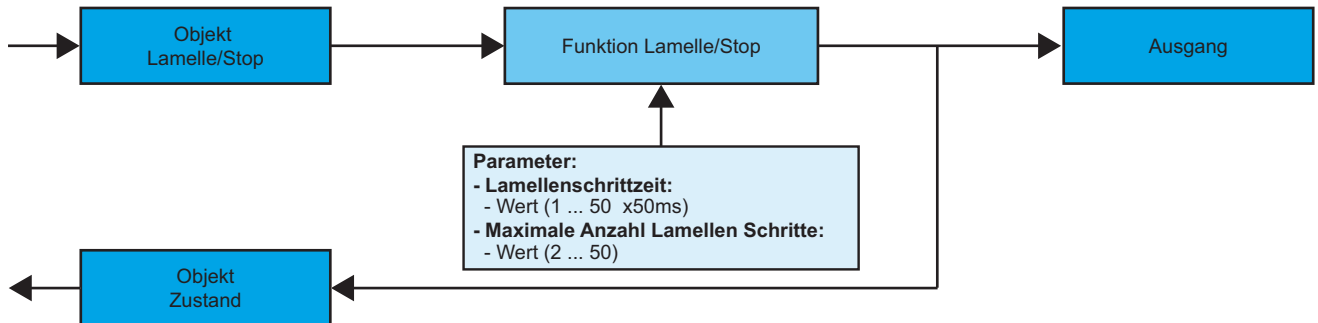 Objekt
Lamelle/Stop
Funktion Lamelle/Stop
Ausgang
Parameter:
- Lamellenschrittzeit:
- Wert (1 ... 50 x50ms)
- Maximale Anzahl Lamellen Schritte:
- Wert (2 ... 50)
Objekt
Zustand